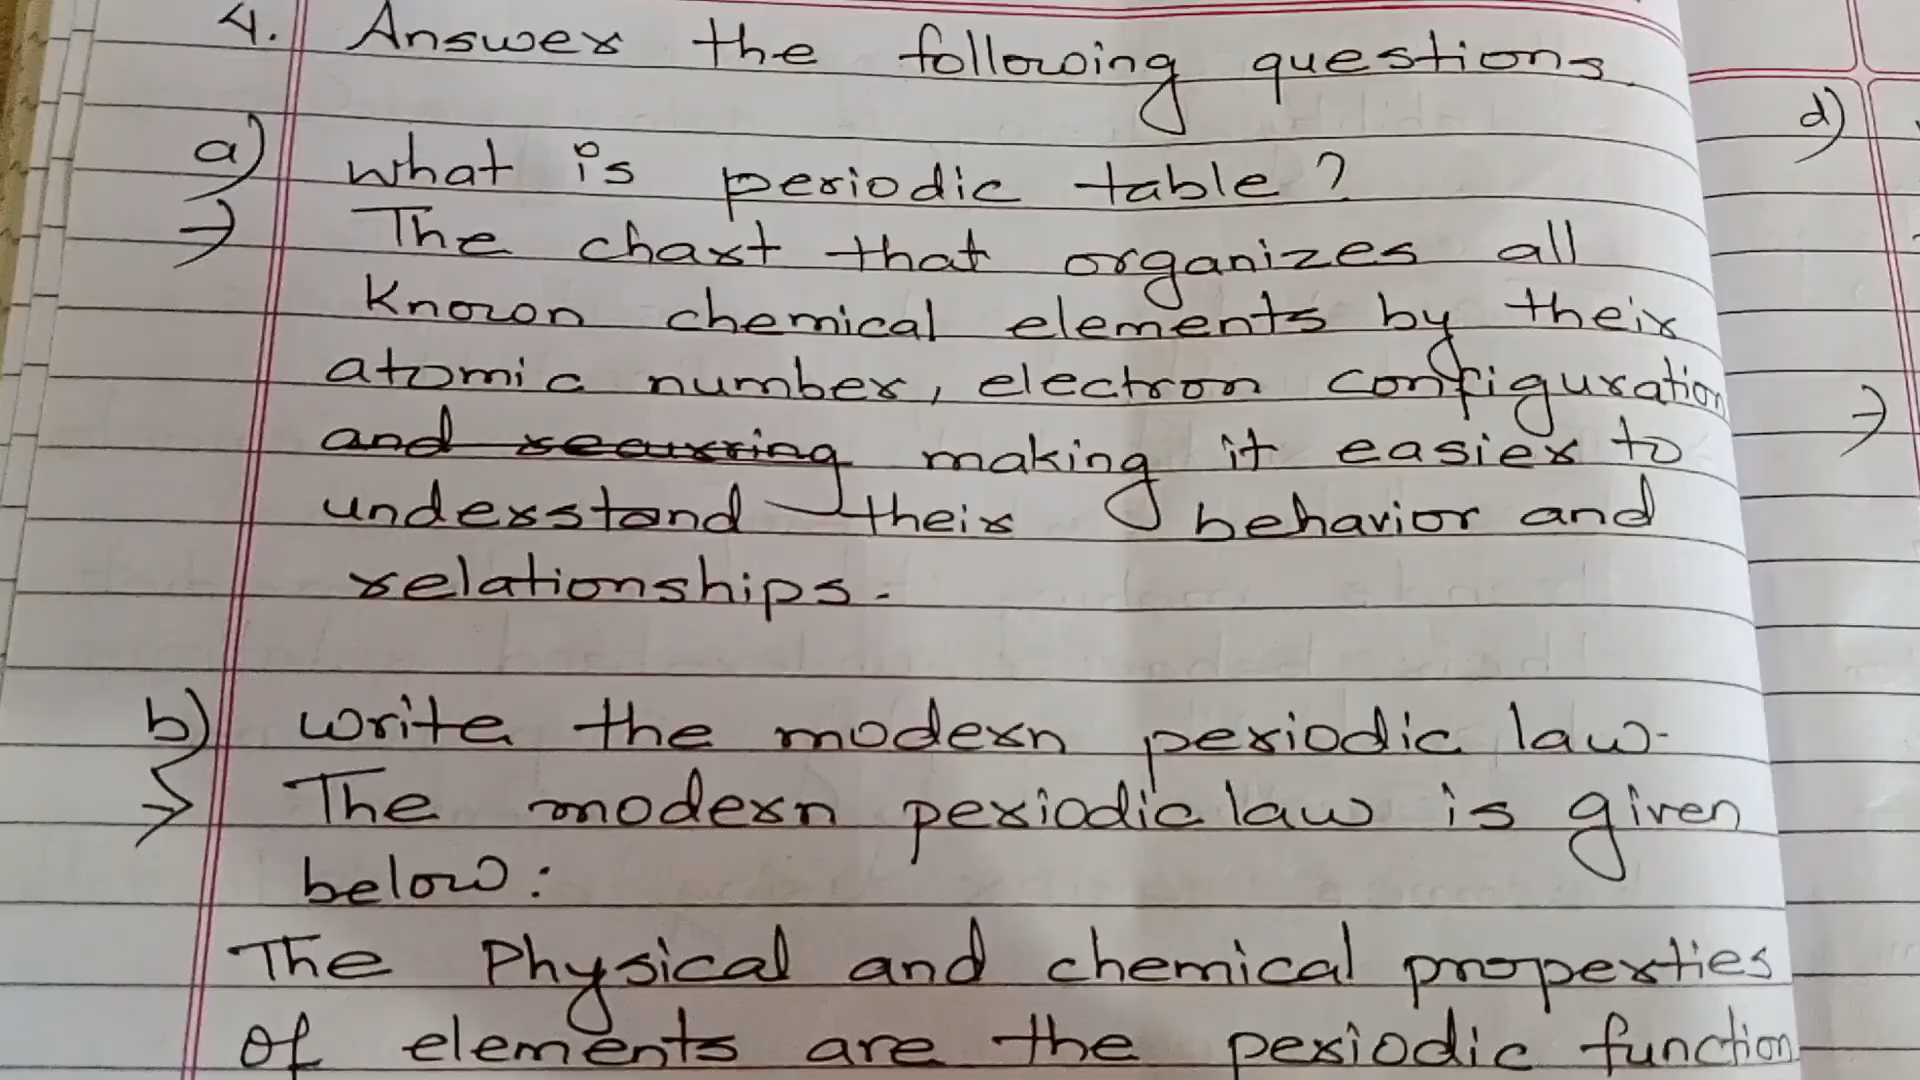 4. Answer the following questions
a) what is periodic table?
→ The chart that organizes all
known chemical elements by their
atomic number, electron configuration
and recurring making it easier to
understand their behavior and
relationships.
b) write the modern periodic law.
→ The modern periodic law is given
below:
The Physical and chemical properties
of elements are the periodic function
d)
→